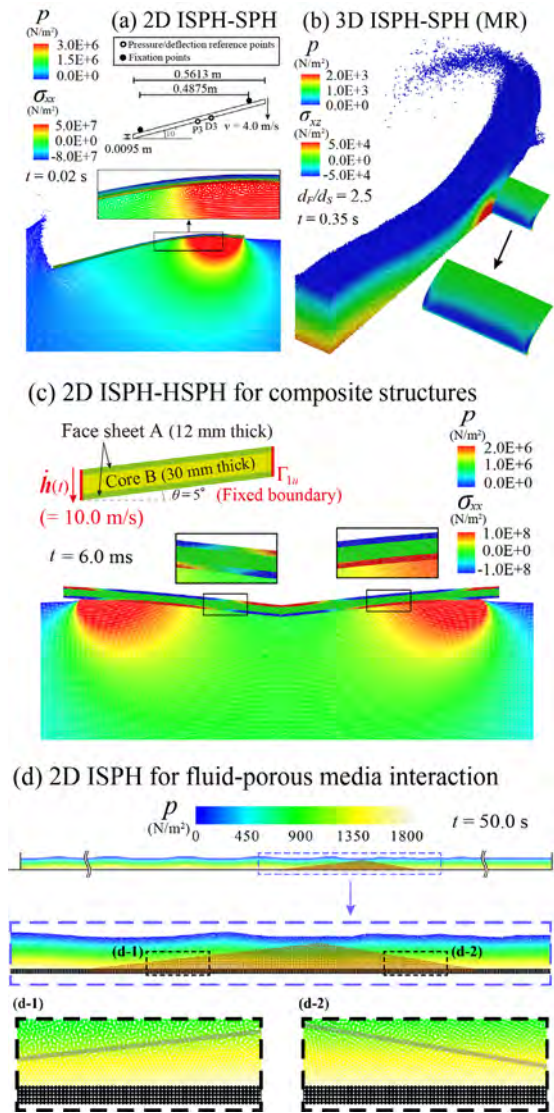 (a) 2D ISPH-SPH
p
(N/m²)
3.0E+6
1.5E+6
0.0E+0
Pressure/deflection reference points
Fixation points
0.5613 m
0.4875m
σxx
(N/m²)
5.0E+7
0.0E+0
-8.0E+7
P3
D3
v = 4.0 m/s
10
0.0095 m
t = 0.02 s
(b) 3D ISPH-SPH (MR)
p
(N/m²)
2.0E+3
1.0E+3
0.0E+0
σxz
(N/m²)
5.0E+4
0.0E+0
-5.0E+4
dF/dS = 2.5
t = 0.35 s
(c) 2D ISPH-HSPH for composite structures
Face sheet A (12 mm thick)
Core B (30 mm thick)
ḣ(t)
(= 10.0 m/s)
θ = 5°
Γ1u
(Fixed boundary)
p
(N/m²)
2.0E+6
1.0E+6
0.0E+0
σxx
(N/m²)
1.0E+8
0.0E+0
-1.0E+8
t = 6.0 ms
(d) 2D ISPH for fluid-porous media interaction
p
(N/m²)
0 450 900 1350 1800
t = 50.0 s
(d-1)
(d-2)
(d-1)
(d-2)